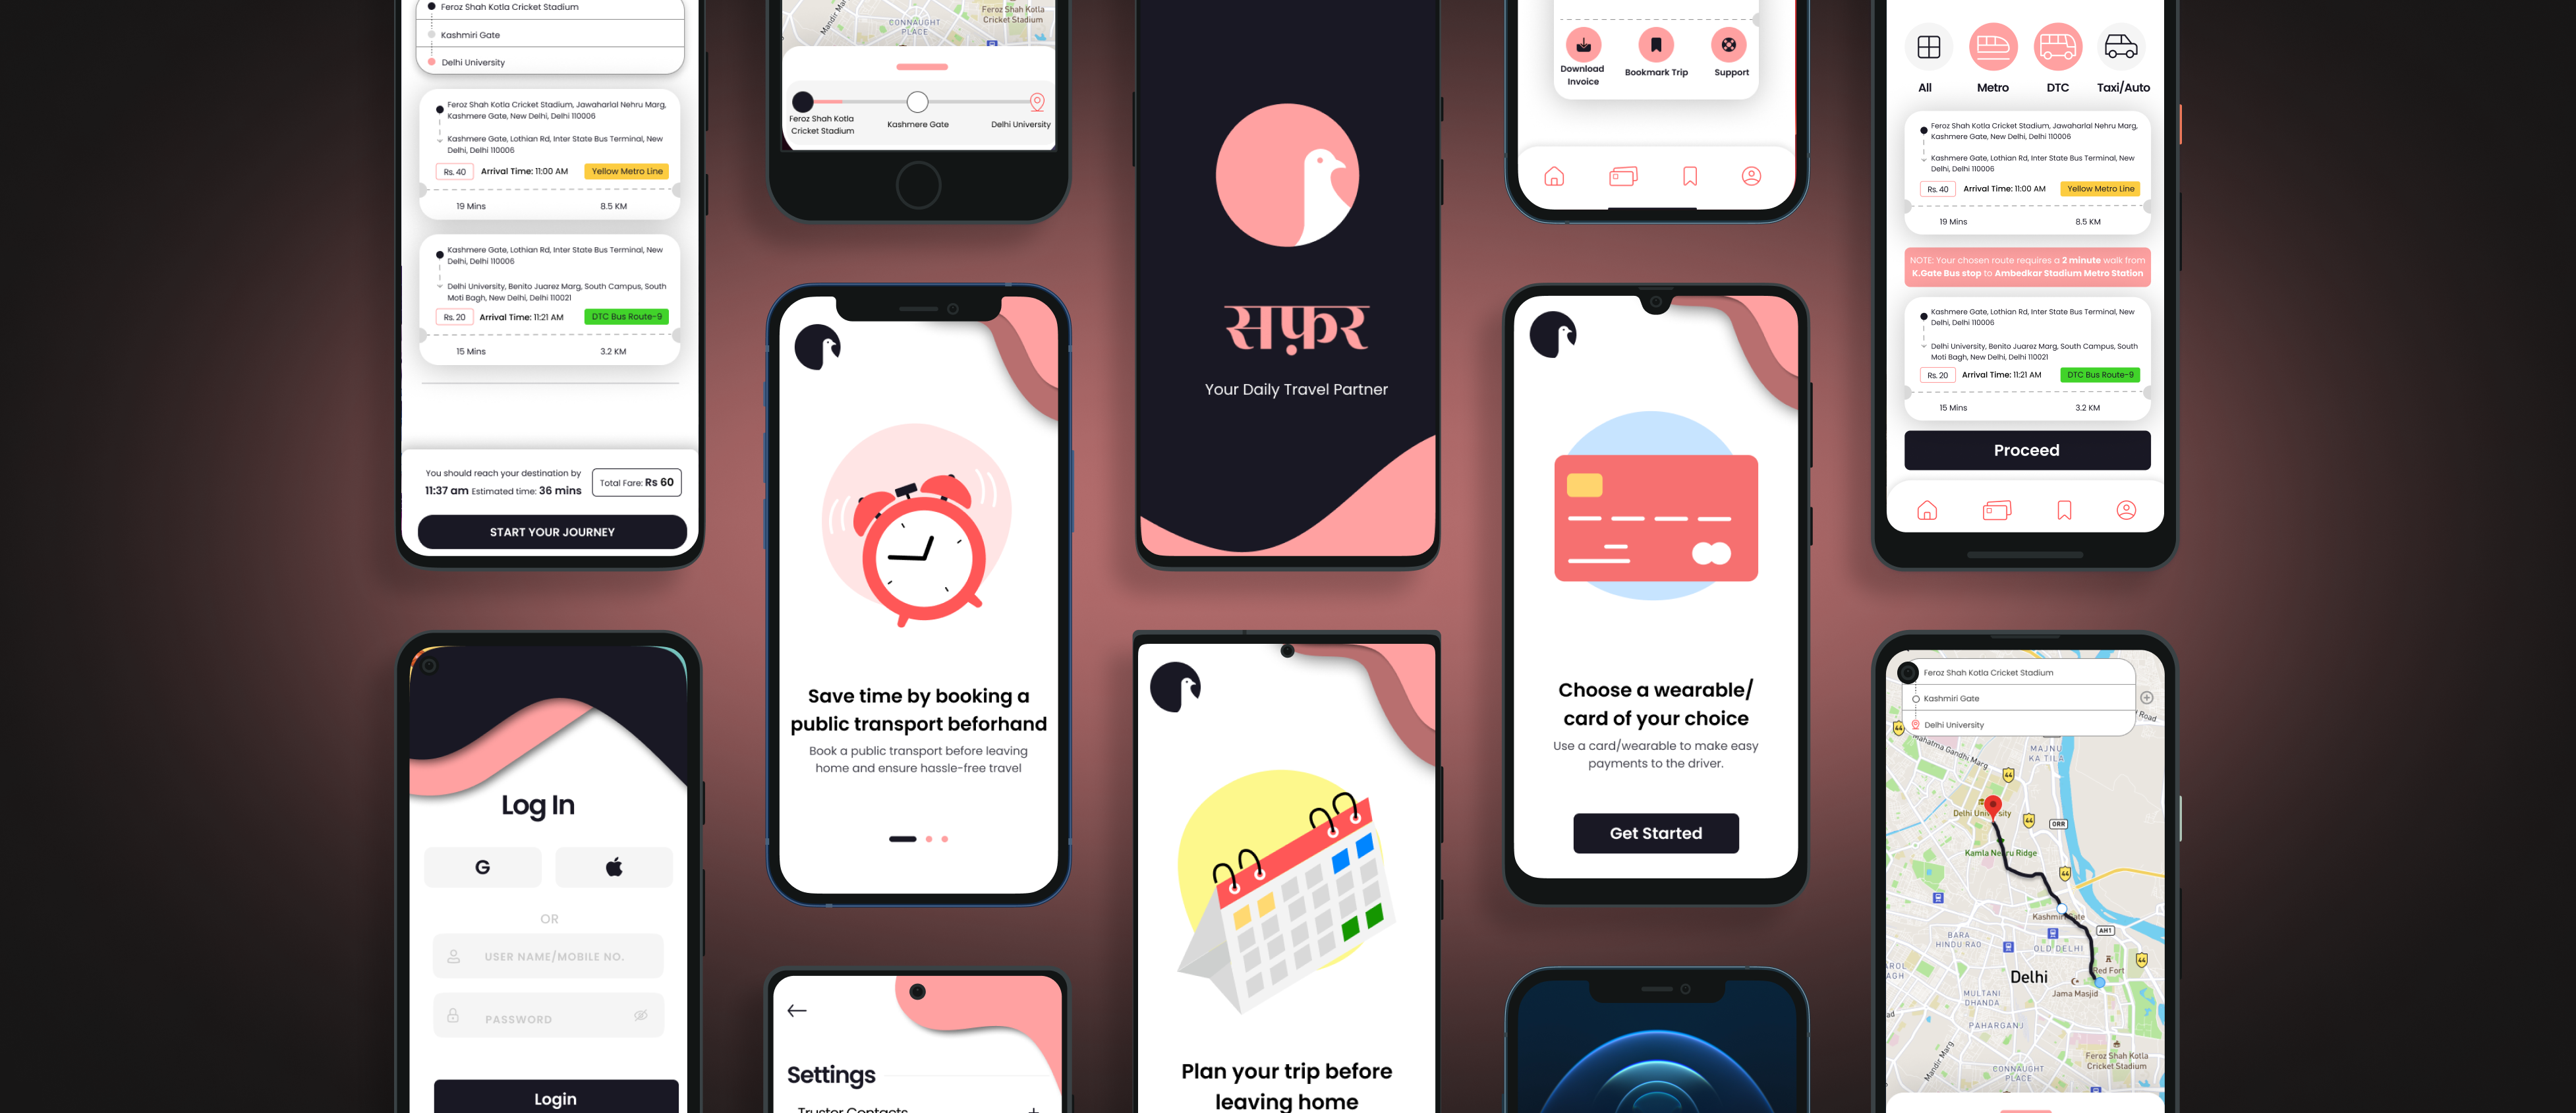 Feroz Shah Kotla Cricket Stadium
Kashmiri Gate
Delhi University
Feroz Shah Kotla Cricket Stadium, Jawaharlal Nehru Marg,
Kashmere Gate, New Delhi, Delhi 110006
Kashmere Gate, Lothian Rd, Inter State Bus Terminal, New
Delhi, Delhi 110006
Rs. 40 Arrival Time: 11:00 AM Yellow Metro Line
19 Mins 8.5 KM
Kashmere Gate, Lothian Rd, Inter State Bus Terminal, New
Delhi, Delhi 110006
Delhi University, Benito Juarez Marg, South Campus, South
Moti Bagh, New Delhi, Delhi 110021
Rs. 20 Arrival Time: 11:21 AM DTC Bus Route-9
15 Mins 3.2 KM
You should reach your destination by
11:37 am Estimated time: 36 mins
Total Fare: Rs 60
START YOUR JOURNEY
Log In
G
OR
USER NAME/MOBILE NO.
PASSWORD
Login
Mandir Mar
CONNAUGHT
PLACE
Feroz Shah Kotla
Cricket Stadium
Feroz Shah Kotla
Cricket Stadium
Kashmere Gate
Delhi University
Save time by booking a
public transport beforhand
Book a public transport before leaving
home and ensure hassle-free travel
Settings
Trustor Contacts
सफ़र
Your Daily Travel Partner
Plan your trip before
leaving home
Download
Invoice
Bookmark Trip
Support
Choose a wearable/
card of your choice
Use a card/wearable to make easy
payments to the driver.
Get Started
All Metro DTC Taxi/Auto
Feroz Shah Kotla Cricket Stadium, Jawaharlal Nehru Marg,
Kashmere Gate, New Delhi, Delhi 110006
Kashmere Gate, Lothian Rd, Inter State Bus Terminal, New
Delhi, Delhi 110006
Rs. 40 Arrival Time: 11:00 AM Yellow Metro Line
19 Mins 8.5 KM
NOTE: Your chosen route requires a 2 minute walk from
K.Gate Bus stop to Ambedkar Stadium Metro Station
Kashmere Gate, Lothian Rd, Inter State Bus Terminal, New
Delhi, Delhi 110006
Delhi University, Benito Juarez Marg, South Campus, South
Moti Bagh, New Delhi, Delhi 110021
Rs. 20 Arrival Time: 11:21 AM DTC Bus Route-9
15 Mins 3.2 KM
Proceed
Feroz Shah Kotla Cricket Stadium
Kashmiri Gate
Delhi University
Road
44
Mahatma Gandhi Marg
MAJNU
KA TILA
44
Delhi University
44
ORR
Kamla Nehru Ridge
44
Kashmiri Gate
AH1
BARA
HINDU RAO
OLD DELHI
44
AROL
AGH
Delhi
Red Fort
Jama Masjid
MULTANI
DHANDA
ad
PAHARGANJ
Mandir Marg
CONNAUGHT
PLACE
Feroz Shah Kotla
Cricket Stadium